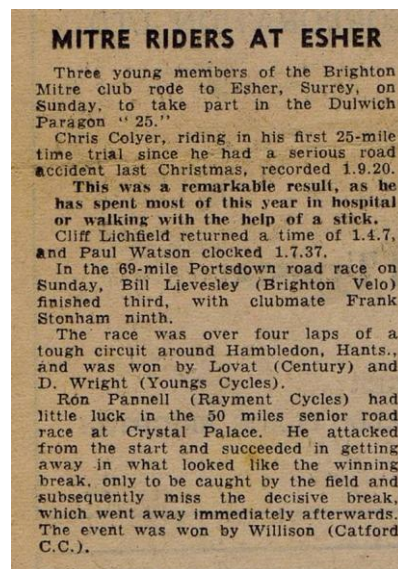 MITRE RIDERS AT ESHER
Three young members of the Brighton
Mitre club rode to Esher, Surrey, on
Sunday, to take part in the Dulwich
Paragon " 25."
Chris Colyer, riding in his first 25-mile
time trial since he had a serious road
accident last Christmas, recorded 1.9.20.
This was a remarkable result, as he
has spent most of this year in hospital
or walking with the help of a stick.
Cliff Lichfield returned a time of 1.4.7,
and Paul Watson clocked 1.7.37.
In the 69-mile Portsdown road race on
Sunday, Bill Lievesley (Brighton Velo)
finished third, with clubmate Frank
Stonham ninth.
The race was over four laps of a
tough circuit around Hambledon, Hants.,
and was won by Lovat (Century) and
D. Wright (Youngs Cycles).
Ron Pannell (Rayment Cycles) had
little luck in the 50 miles senior road
race at Crystal Palace. He attacked
from the start and succeeded in getting
away in what looked like the winning
break, only to be caught by the field and
subsequently miss the decisive break,
which went away immediately afterwards.
The event was won by Willison (Catford
C.C.).